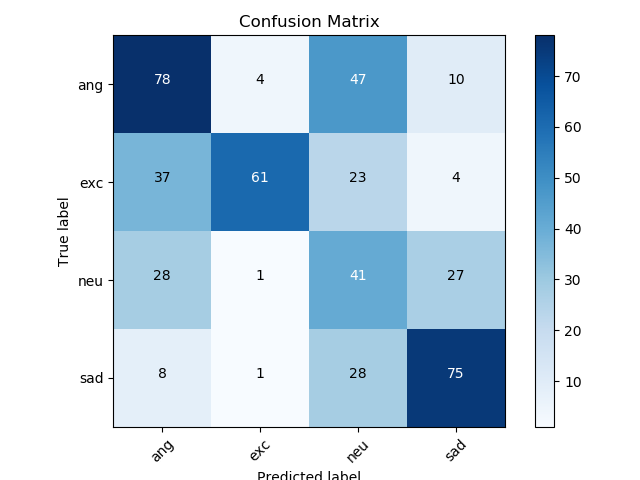 Confusion Matrix
True label
ang 78 4 47 10
exc 37 61 23 4
neu 28 1 41 27
sad 8 1 28 75
ang exc neu sad
Predicted label
70
60
50
40
30
20
10